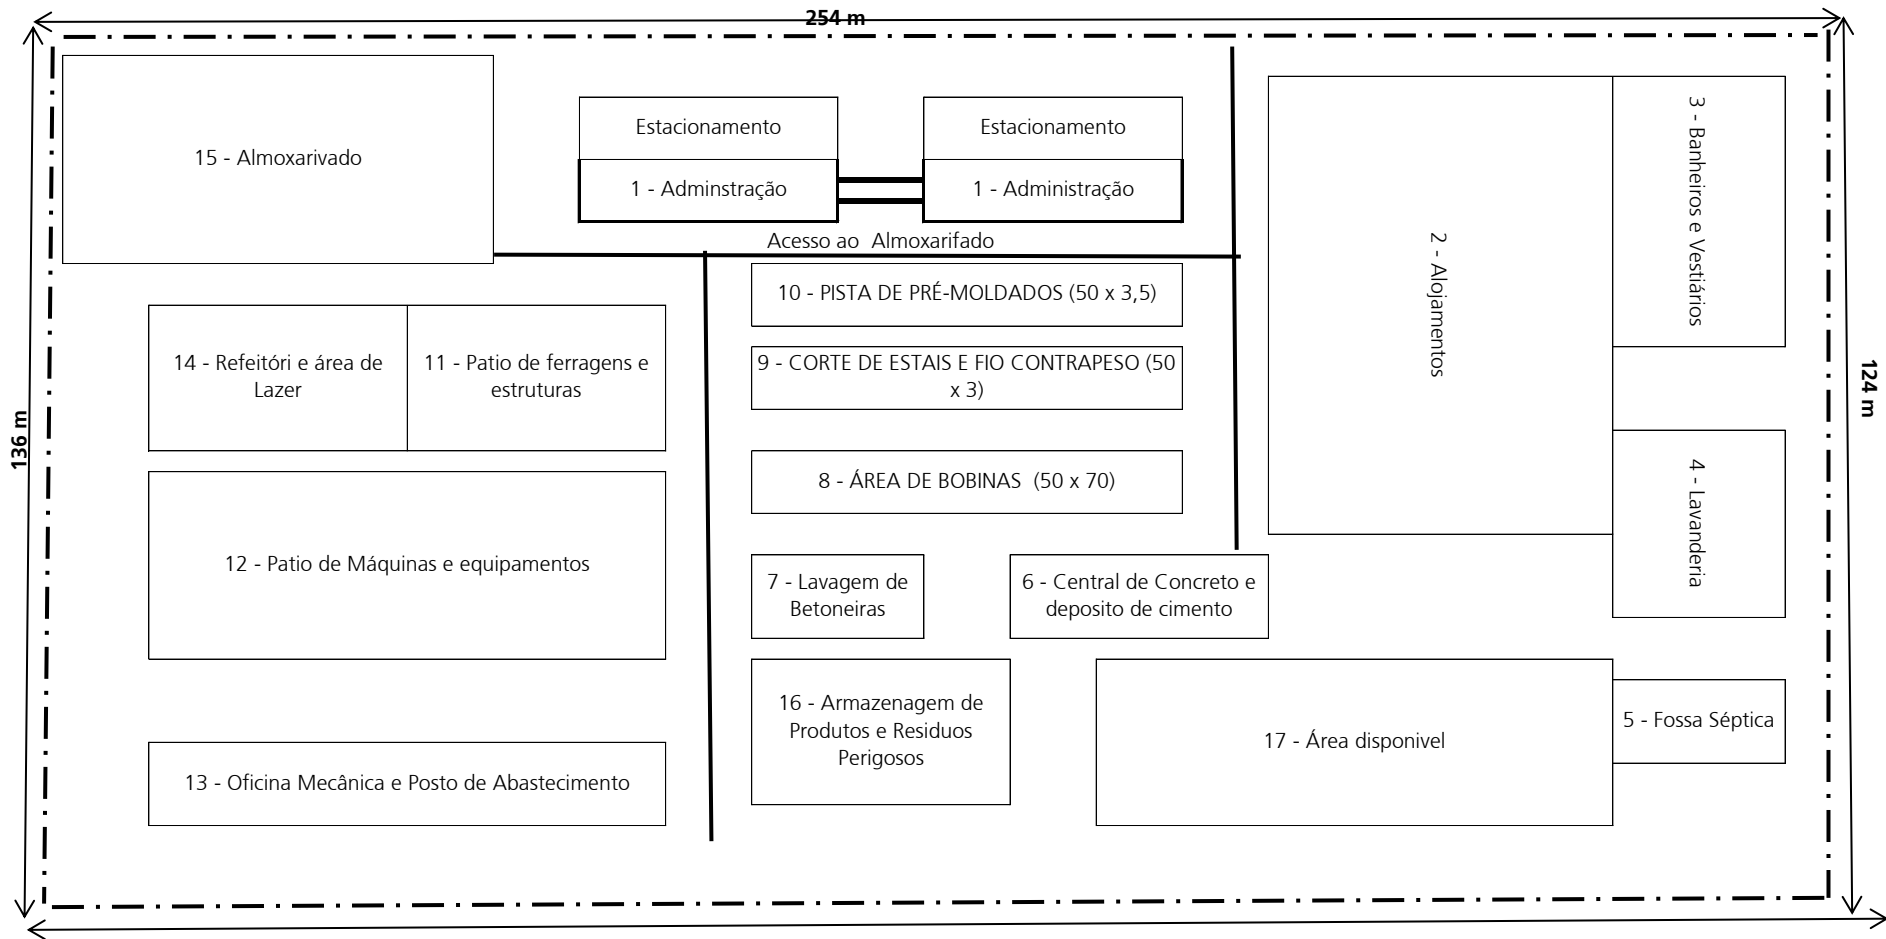 254 m
15 - Almoxarivado
Estacionamento
Estacionamento
1 - Adminstração
1 - Administração
Acesso ao  Almoxarifado
3 - Banheiros e Vestiários
2 - Alojamentos
10 - PISTA DE PRÉ-MOLDADOS (50 x 3,5)
14 - Refeitóri e área de
Lazer
11 - Patio de ferragens e
estruturas
9 - CORTE DE ESTAIS E FIO CONTRAPESO (50
x 3)
124 m
136 m
8 - ÁREA DE BOBINAS  (50 x 70)
4 - Lavanderia
12 - Patio de Máquinas e equipamentos
7 - Lavagem de
Betoneiras
6 - Central de Concreto e
deposito de cimento
16 - Armazenagem de
Produtos e Residuos
Perigosos
17 - Área disponivel
5 - Fossa Séptica
13 - Oficina Mecânica e Posto de Abastecimento